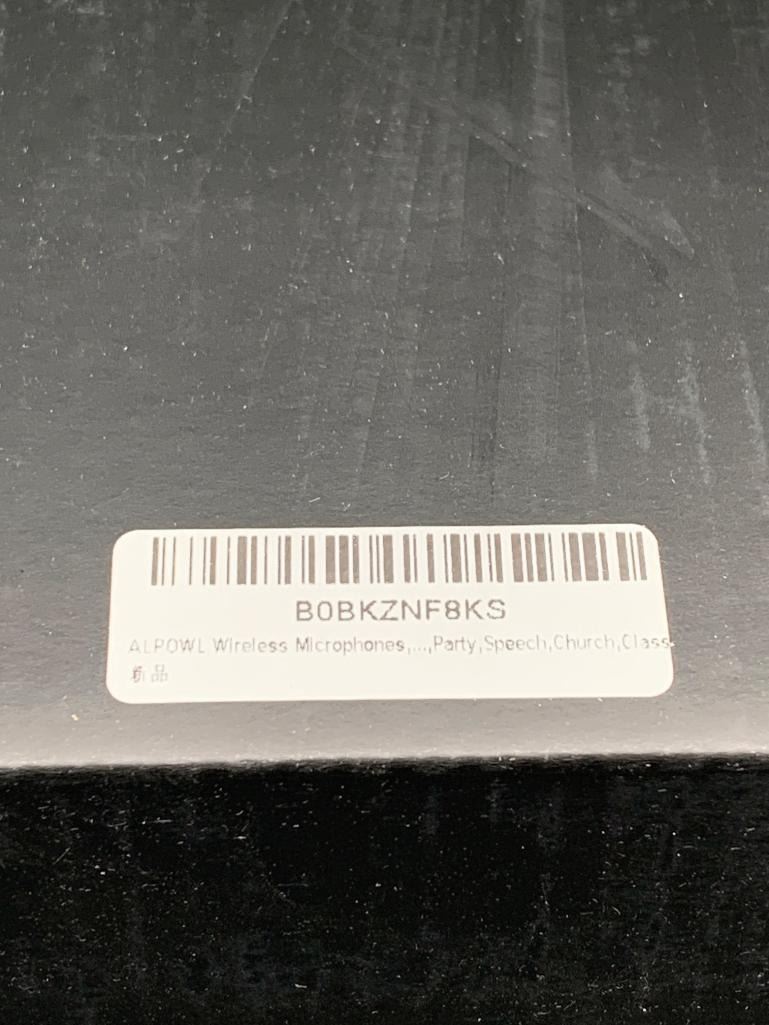 B0BKZNF8KS
ALPOWL Wireless Microphones,...,Party,Speech,Church,Class
新品